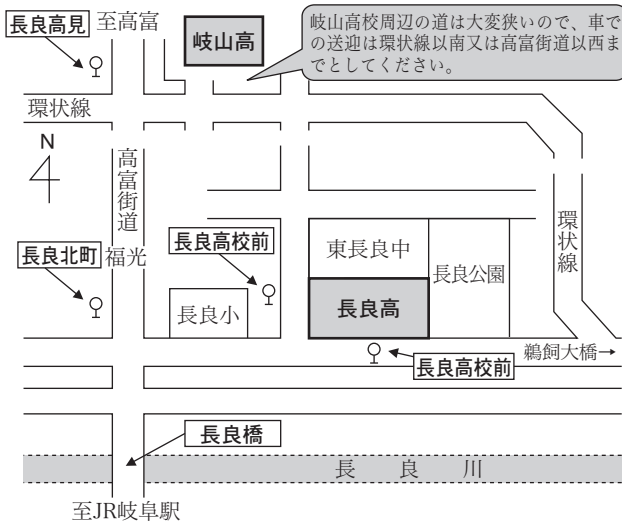 長良高見
至高富
岐山高
岐山高校周辺の道は大変狭いので、車で
の送迎は環状線以南又は高富街道以西ま
でとしてください。
環状線
N
高富街道
長良北町
福光
長良高校前
東長良中
長良公園
環状線
長良小
長良高
長良高校前
鵜飼大橋→
長良橋
長良川
至JR岐阜駅